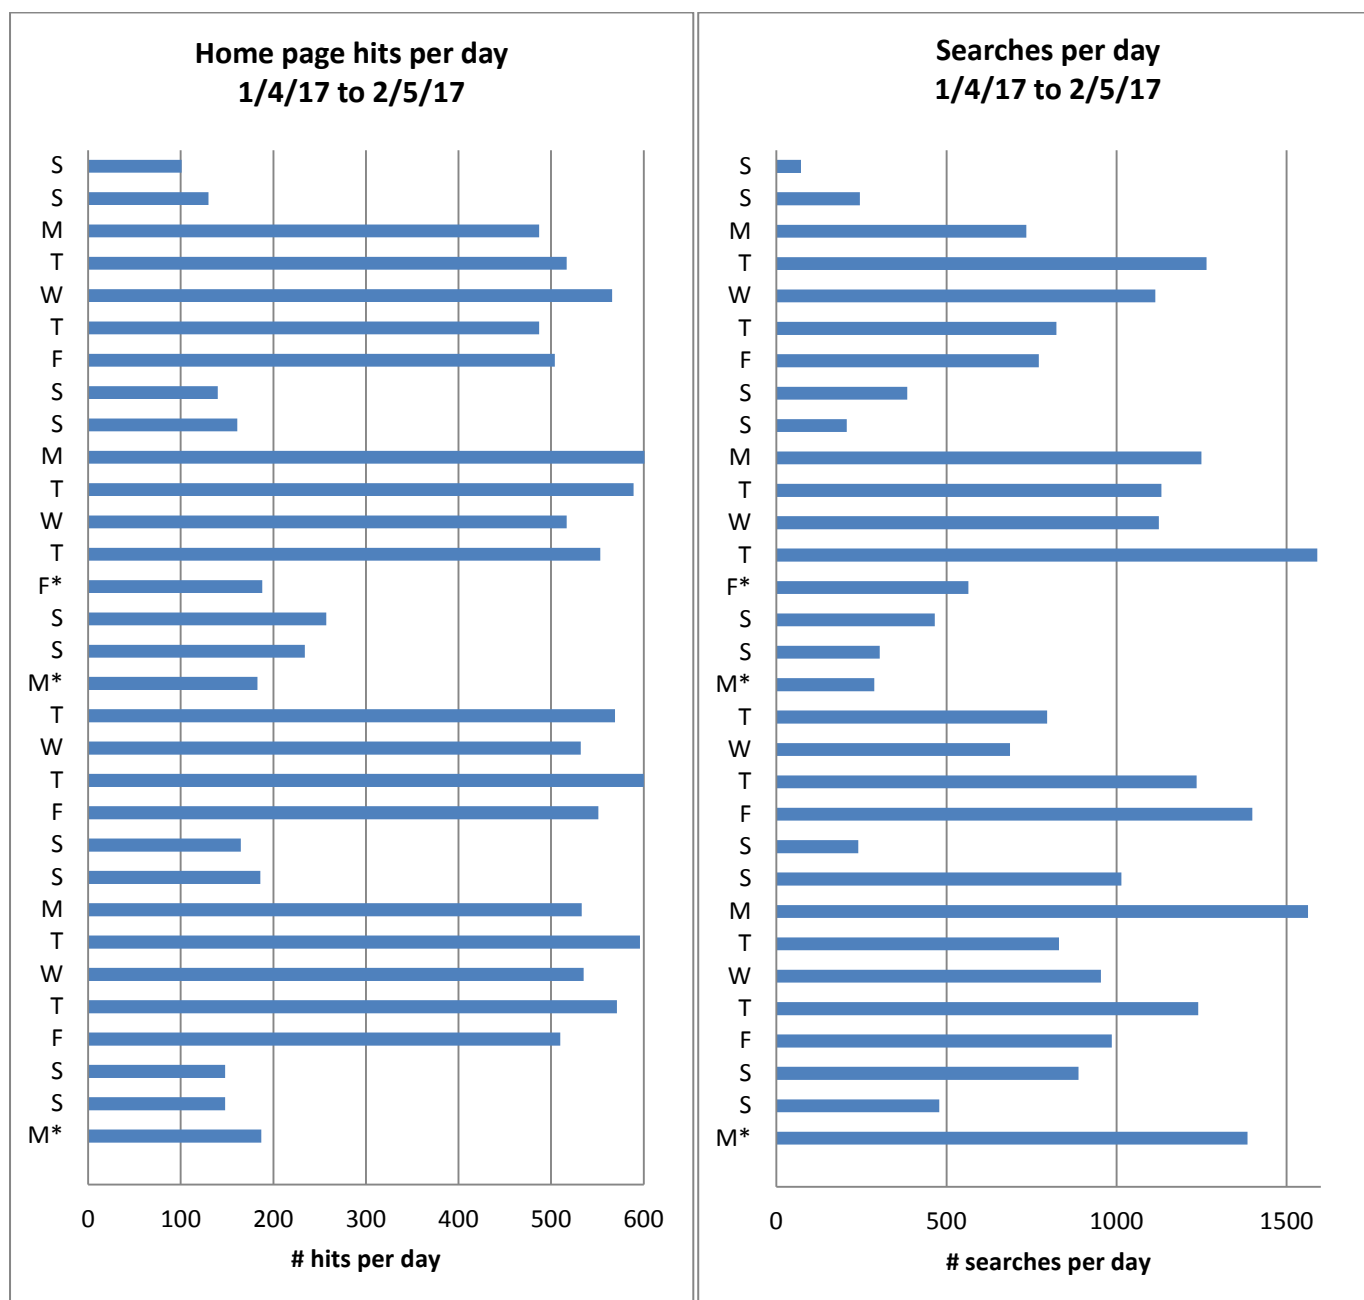 Home page hits per day
1/4/17 to 2/5/17
S
S
M
T
W
T
F
S
S
M
T
W
T
F*
S
S
M*
T
W
T
F
S
S
M
T
W
T
F
S
S
M*
0 100 200 300 400 500 600
# hits per day
Searches per day
1/4/17 to 2/5/17
S
S
M
T
W
T
F
S
S
M
T
W
T
F*
S
S
M*
T
W
T
F
S
S
M
T
W
T
F
S
S
M*
0 500 1000 1500
# searches per day